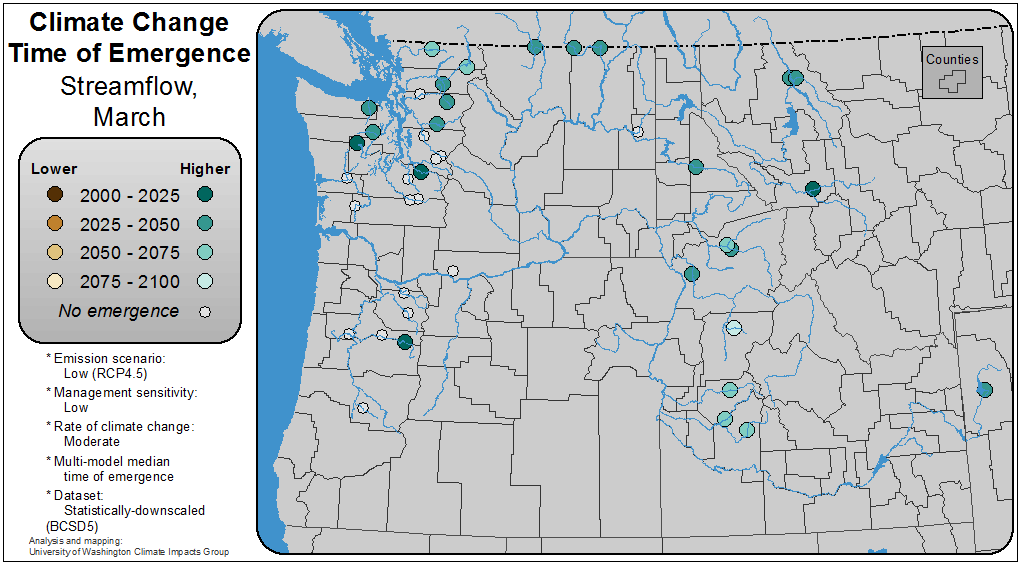 Climate Change
Time of Emergence
Streamflow,
March
Lower Higher
2000 - 2025
2025 - 2050
2050 - 2075
2075 - 2100
No emergence
* Emission scenario:
Low (RCP4.5)
* Management sensitivity:
Low
* Rate of climate change:
Moderate
* Multi-model median
time of emergence
* Dataset:
Statistically-downscaled
(BCSD5)
Analysis and mapping:
University of Washington Climate Impacts Group
Counties